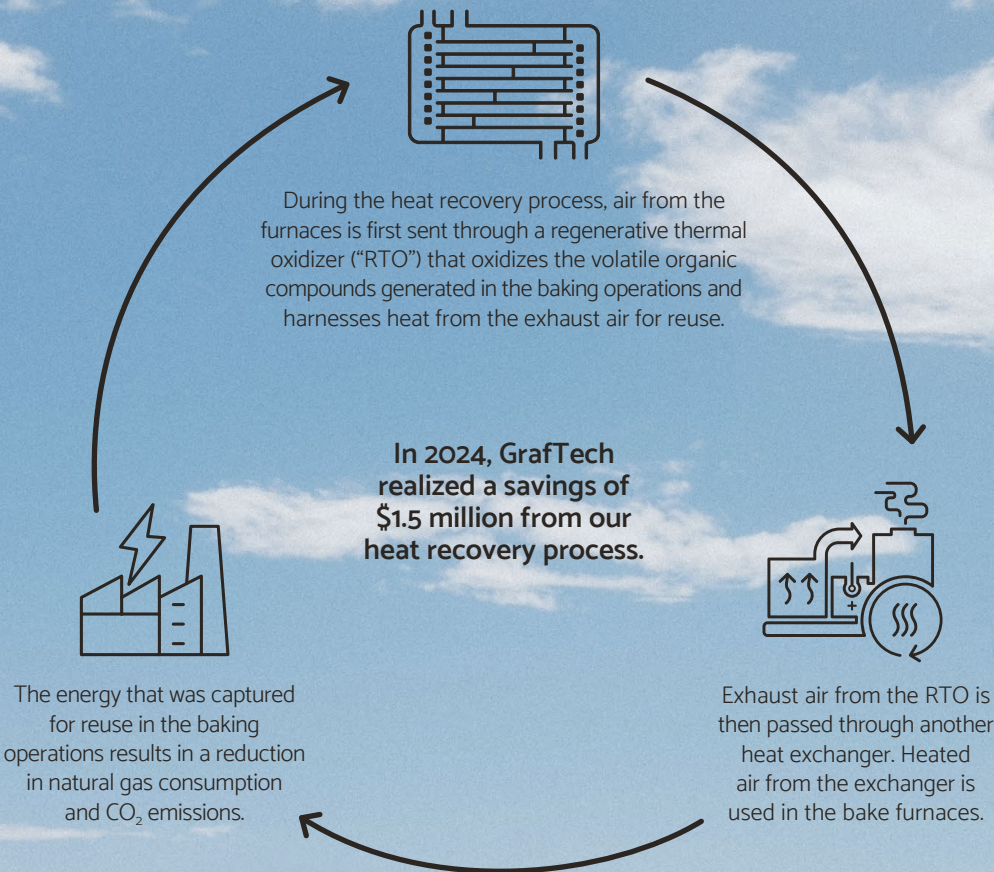 During the heat recovery process, air from the
furnaces is first sent through a regenerative thermal
oxidizer (“RTO”) that oxidizes the volatile organic
compounds generated in the baking operations and
harnesses heat from the exhaust air for reuse.
In 2024, GrafTech
realized a savings of
$1.5 million from our
heat recovery process.
Exhaust air from the RTO is
then passed through another
heat exchanger. Heated
air from the exchanger is
used in the bake furnaces.
The energy that was captured
for reuse in the baking
operations results in a reduction
in natural gas consumption
and CO₂ emissions.